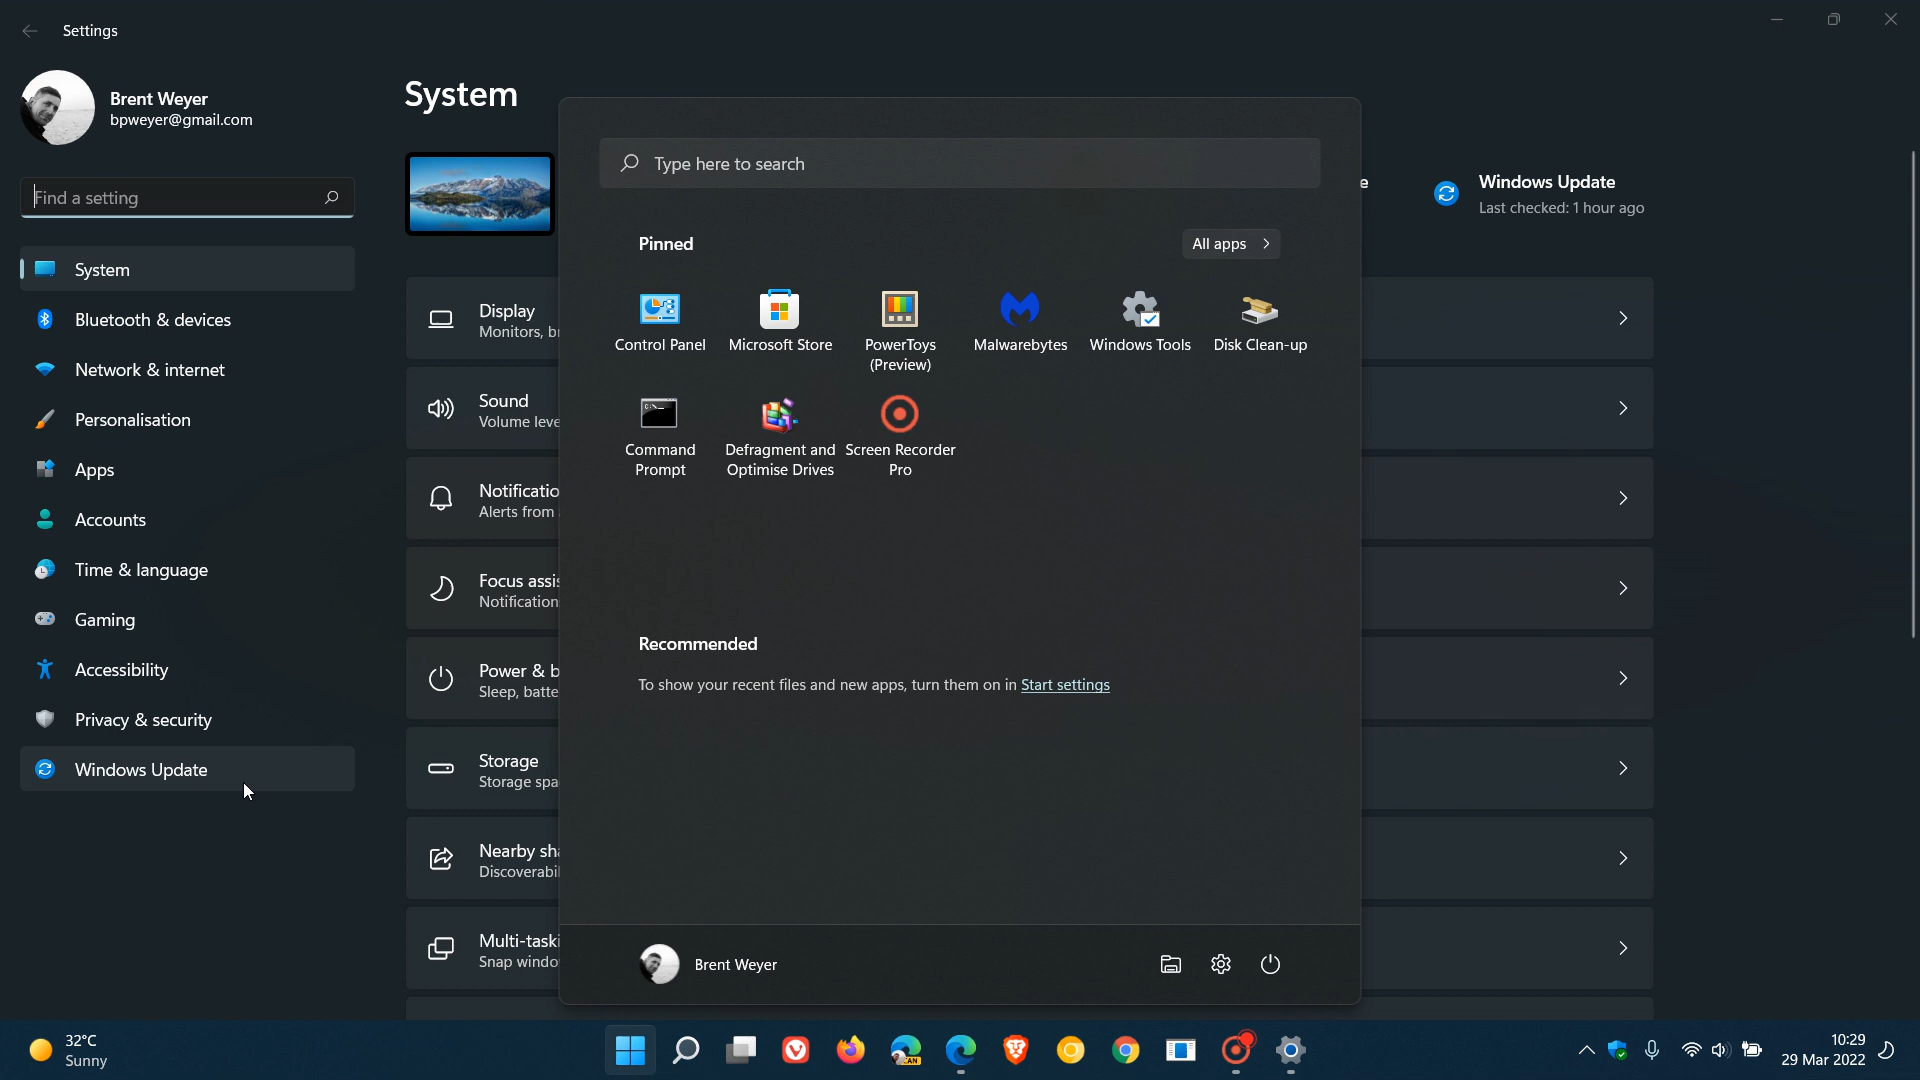 Settings
Brent Weyer
bpweyer@gmail.com
Find a setting
System
Bluetooth & devices
Network & internet
Personalisation
Apps
Accounts
Time & language
Gaming
Accessibility
Privacy & security
Windows Update
System
e
Windows Update
Last checked: 1 hour ago
Display
Monitors, br
Sound
Volume leve
Notificatio
Alerts from
Focus assis
Notification
Power & b
Sleep, batte
Storage
Storage spa
Nearby sha
Discoverabil
Multi-taski
Snap windo
Type here to search
Pinned
All apps
Control Panel
Microsoft Store
PowerToys
(Preview)
Malwarebytes
Windows Tools
Disk Clean-up
Command
Prompt
Defragment and
Optimise Drives
Screen Recorder
Pro
Recommended
To show your recent files and new apps, turn them on in Start settings
Brent Weyer
32°C
Sunny
CAN
10:29
29 Mar 2022